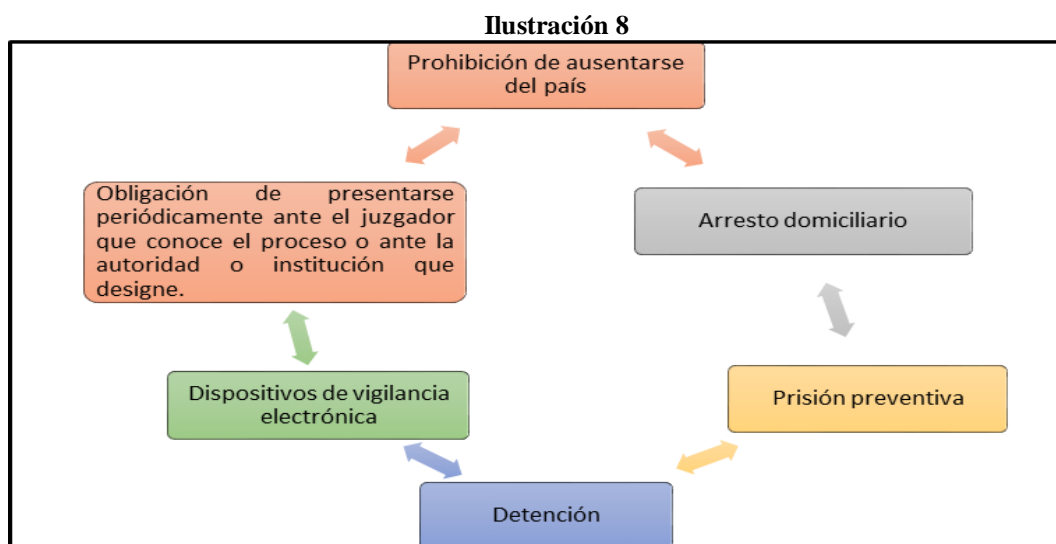 Ilustración 8
Prohibición de ausentarse
del país
Obligación de presentarse
periódicamente ante el juzgador
que conoce el proceso o ante la
autoridad o institución que
designe.
Arresto domiciliario
Dispositivos de vigilancia
electrónica
Prisión preventiva
Detención